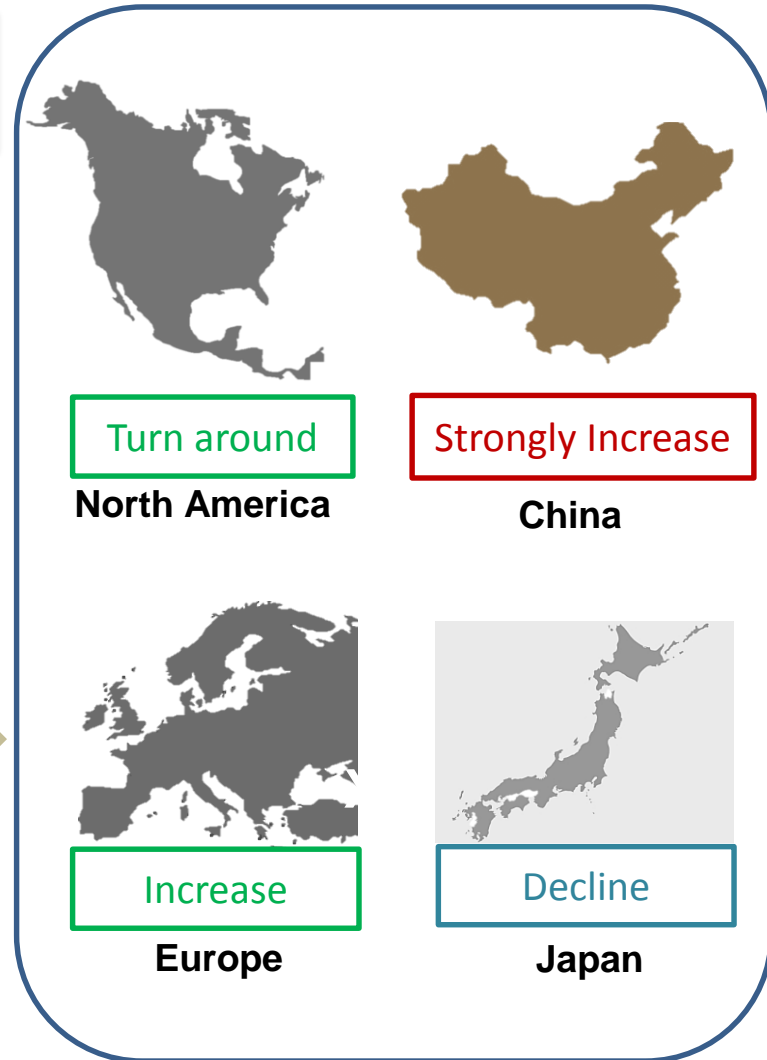 Turn around
North America
Strongly Increase
China
Increase
Europe
Decline
Japan